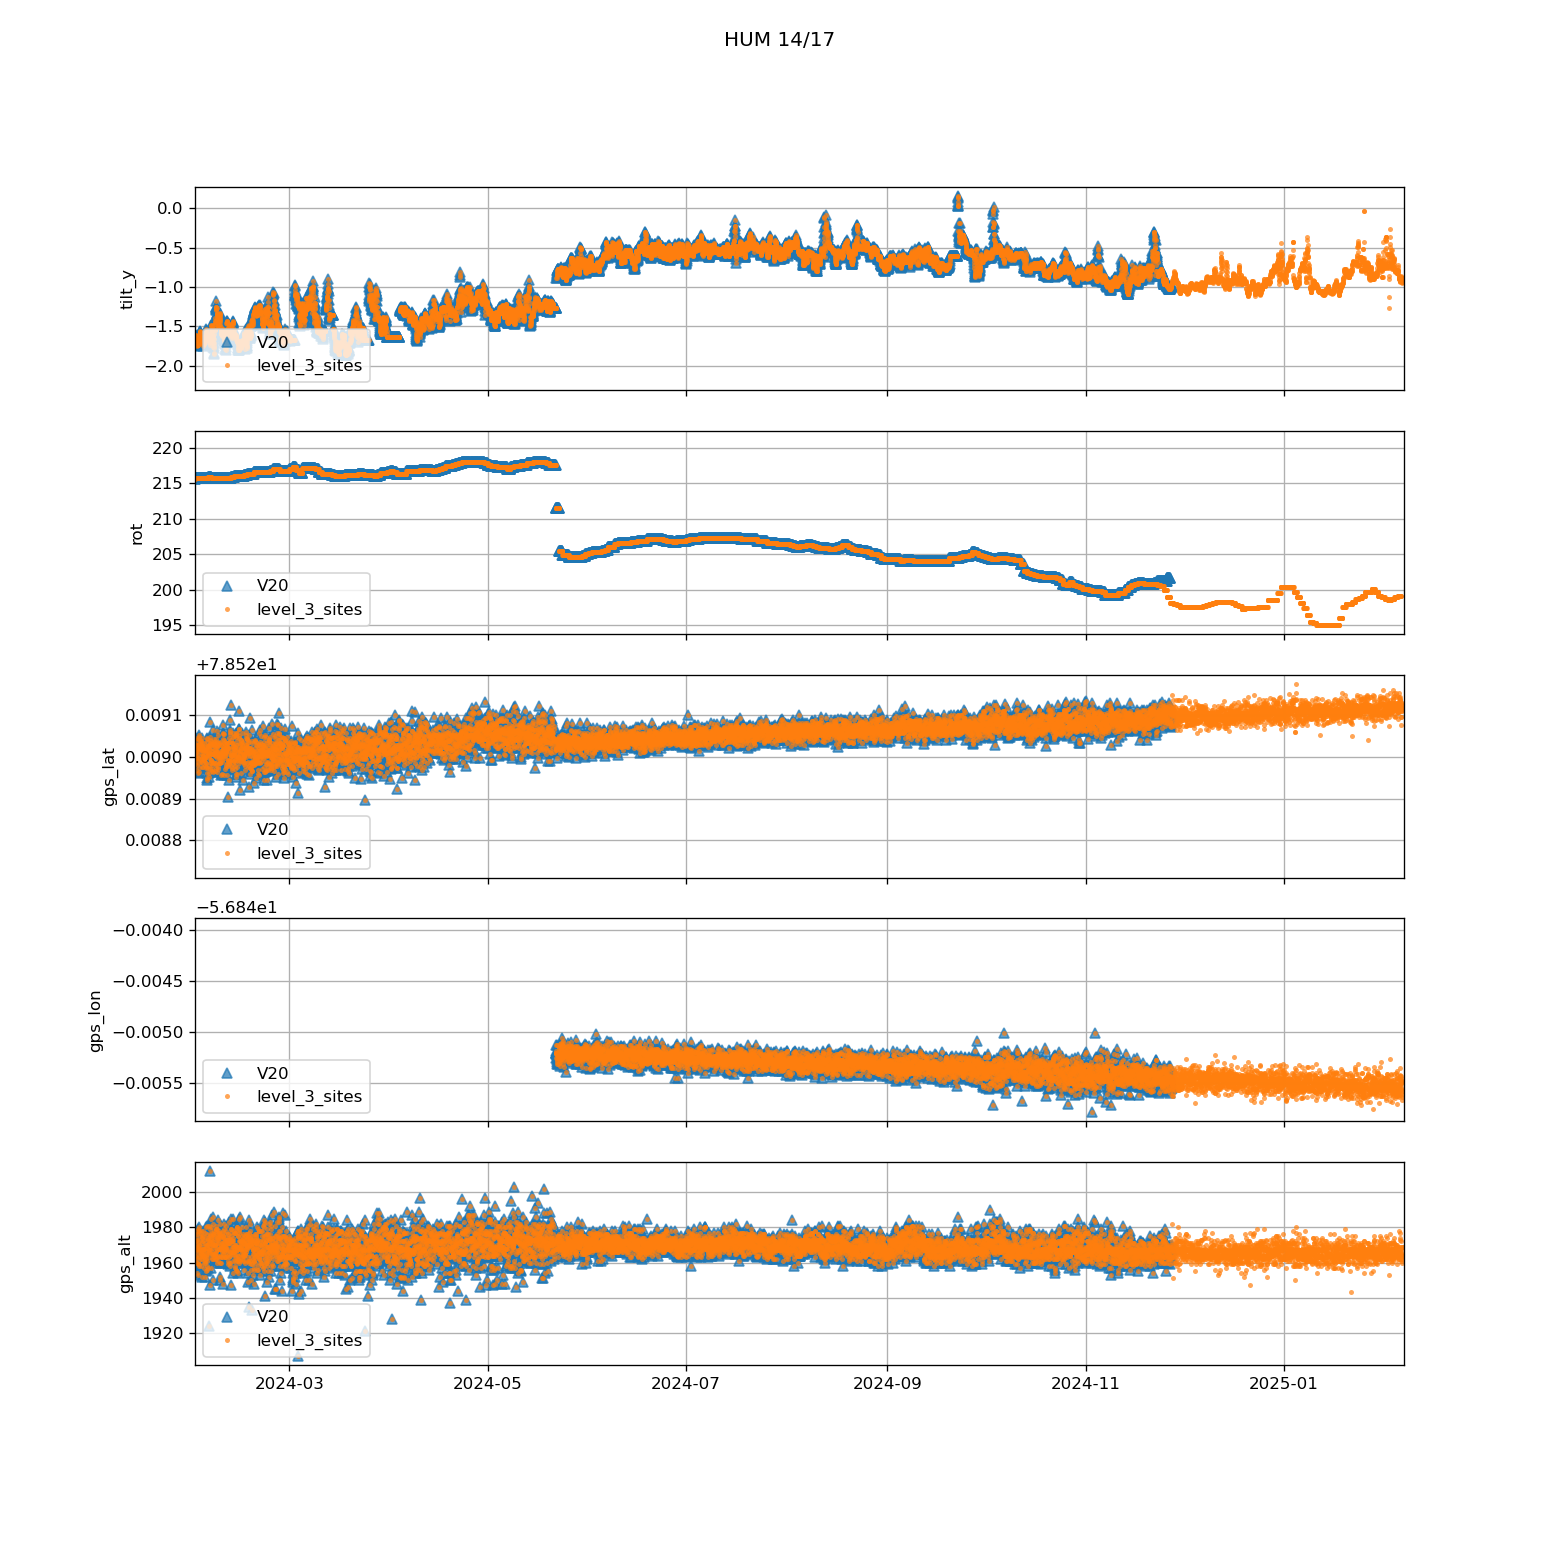 HUM 14/17
tilt_y
0.0
−0.5
−1.0
−1.5
−2.0
V20
level_3_sites
rot
220
215
210
205
200
195
V20
level_3_sites
+7.852e1
gps_lat
0.0091
0.0090
0.00889
0.00888
V20
level_3_sites
−5.684e1
gps_lon
−0.0040
−0.0045
−0.0050
−0.0055
V20
level_3_sites
gps_alt
2000
1980
1960
1940
1920
V20
level_3_sites
2024-03
2024-05
2024-07
2024-09
2024-11
2025-01